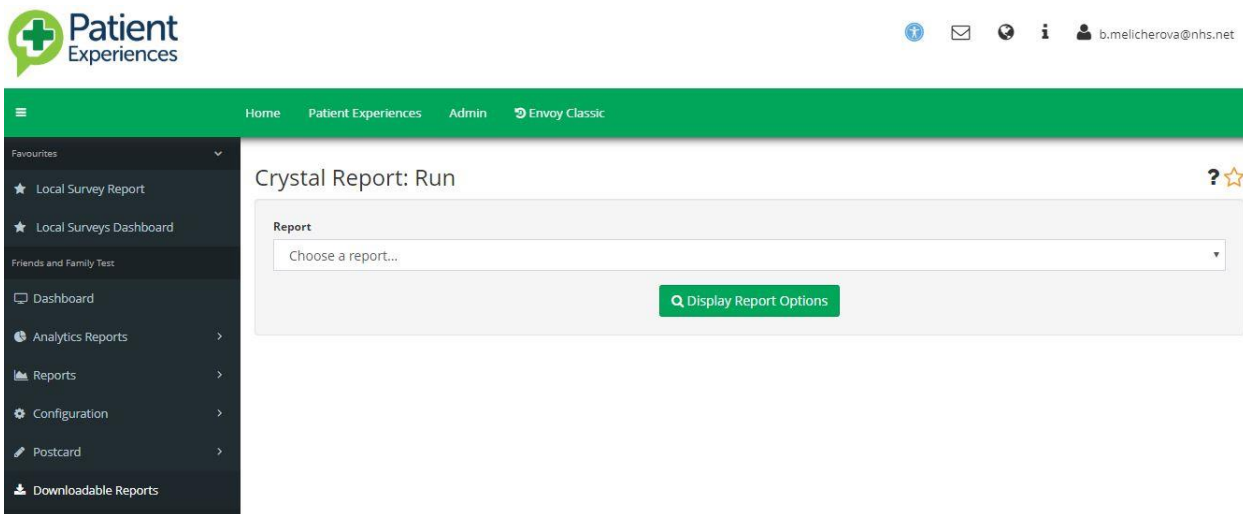 Patient
Experiences
b.melicherova@nhs.net
Home Patient Experiences Admin Envoy Classic
Favourites
Local Survey Report
Local Surveys Dashboard
Friends and Family Test
Dashboard
Analytics Reports
Reports
Configuration
Postcard
Downloadable Reports
Crystal Report: Run
?
Report
Choose a report...
Display Report Options